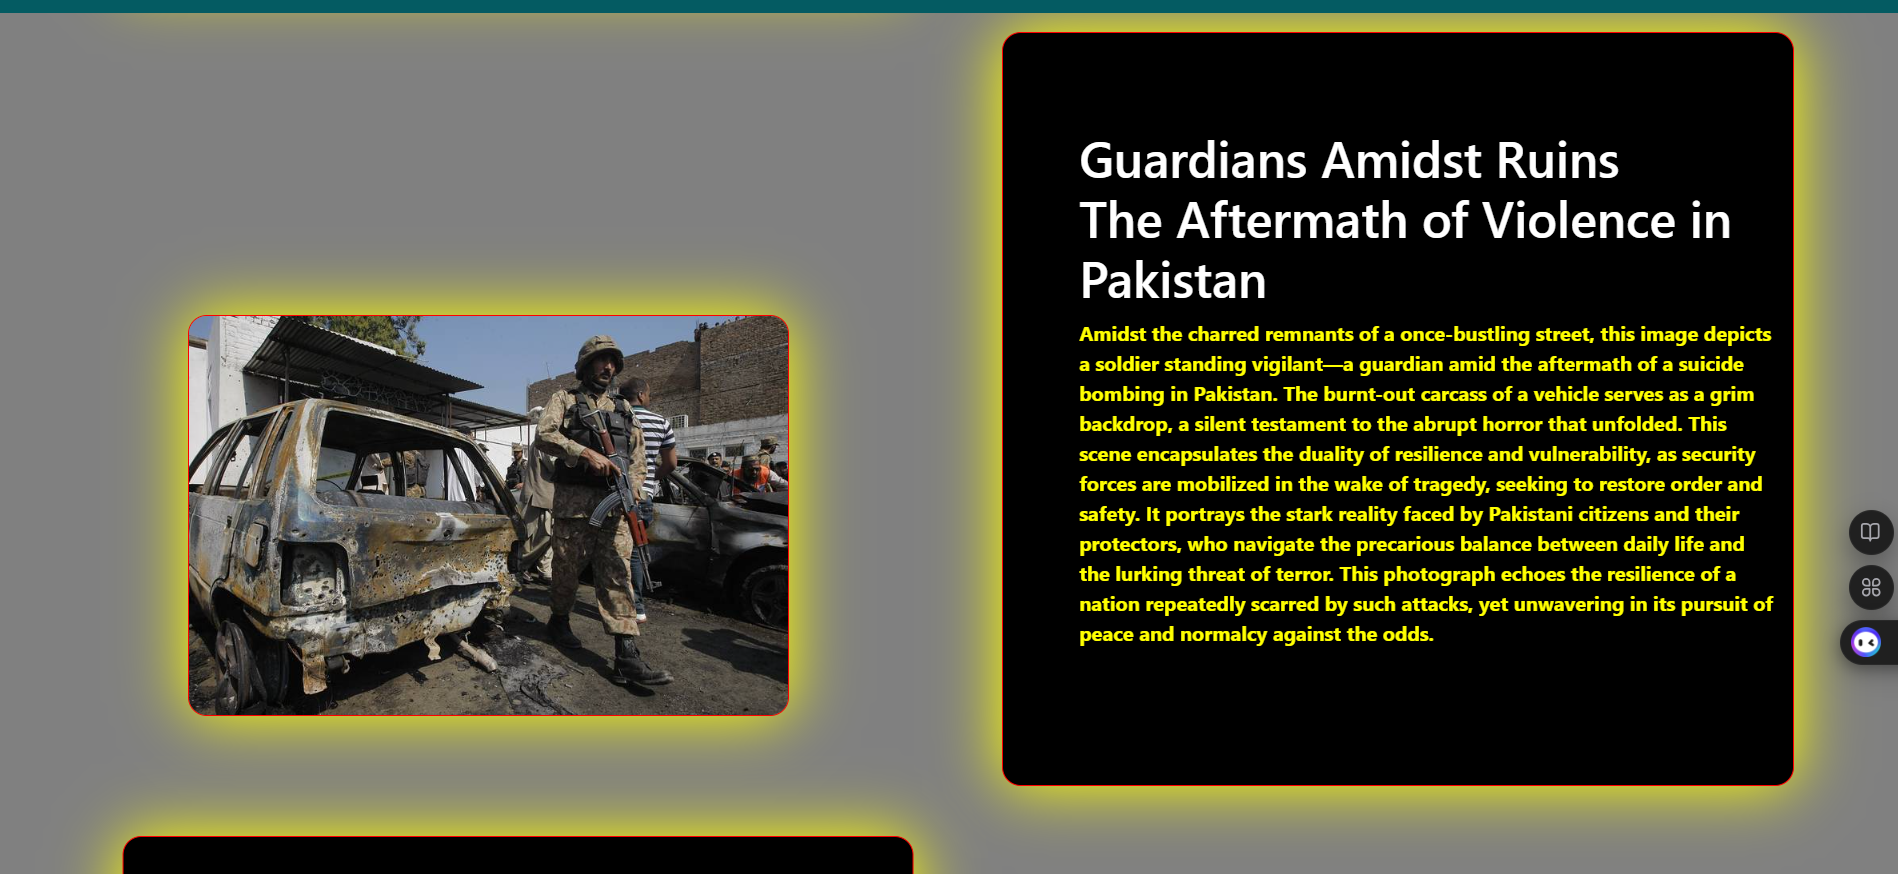 Guardians Amidst Ruins
The Aftermath of Violence in
Pakistan
Amidst the charred remnants of a once-bustling street, this image depicts
a soldier standing vigilant—a guardian amid the aftermath of a suicide
bombing in Pakistan. The burnt-out carcass of a vehicle serves as a grim
backdrop, a silent testament to the abrupt horror that unfolded. This
scene encapsulates the duality of resilience and vulnerability, as security
forces are mobilized in the wake of tragedy, seeking to restore order and
safety. It portrays the stark reality faced by Pakistani citizens and their
protectors, who navigate the precarious balance between daily life and
the lurking threat of terror. This photograph echoes the resilience of a
nation repeatedly scarred by such attacks, yet unwavering in its pursuit of
peace and normalcy against the odds.